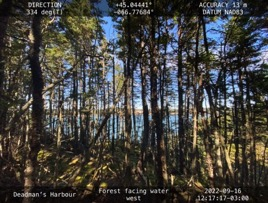 DIRECTION
334 deg(T)
+45.04441°
-066.77684°
ACCURACY 13 m
DATUM NAD83
Deadman's Harbour
Forest facing water
west
2022-09-16
12:17:17-03:00